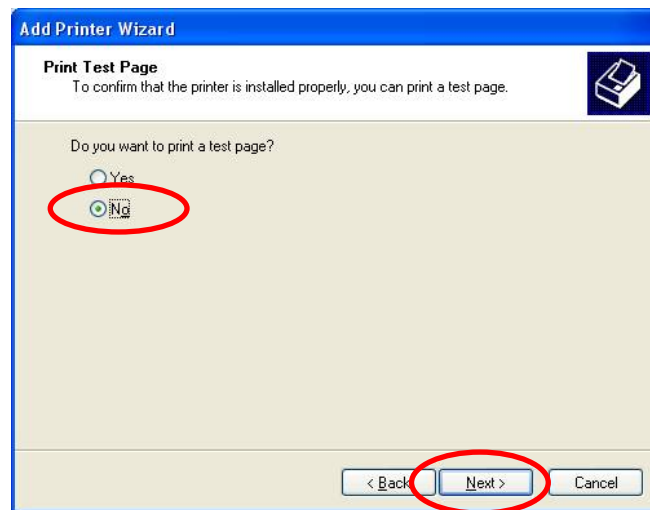 Add Printer Wizard
Print Test Page
To confirm that the printer is installed properly, you can print a test page.
Do you want to print a test page?
Yes
No
< Back
Next >
Cancel